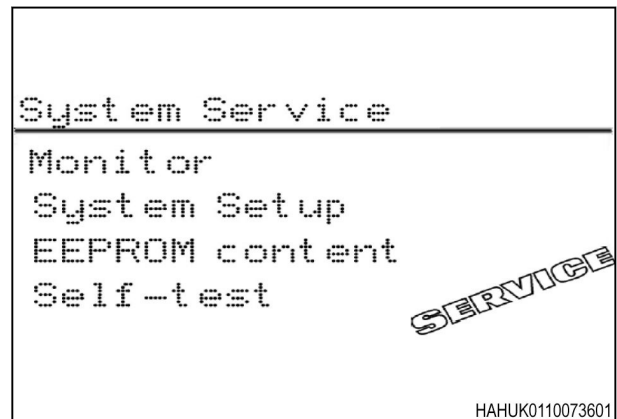 System Service
Monitor
System Setup
EEPROM content
Self-test
SERVICE
HAHUK0110073601